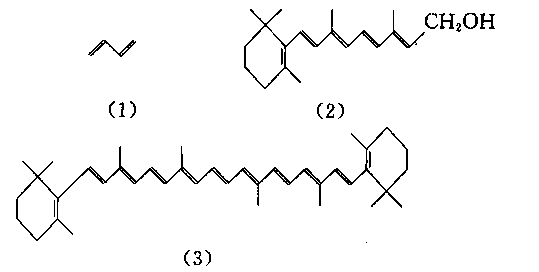 CH₂OH
(1)
(2)
(3)